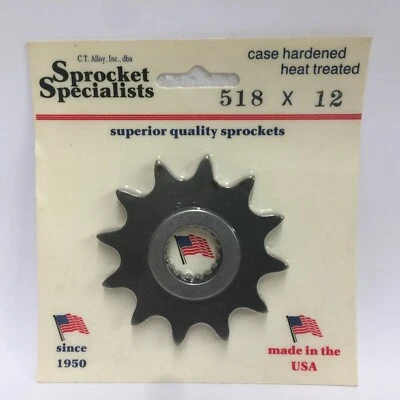 C.T. Alloy, Inc., dba
Sprocket
Specialists
case hardened
heat treated
518 X 12
superior quality sprockets
since
1950
made in the
USA